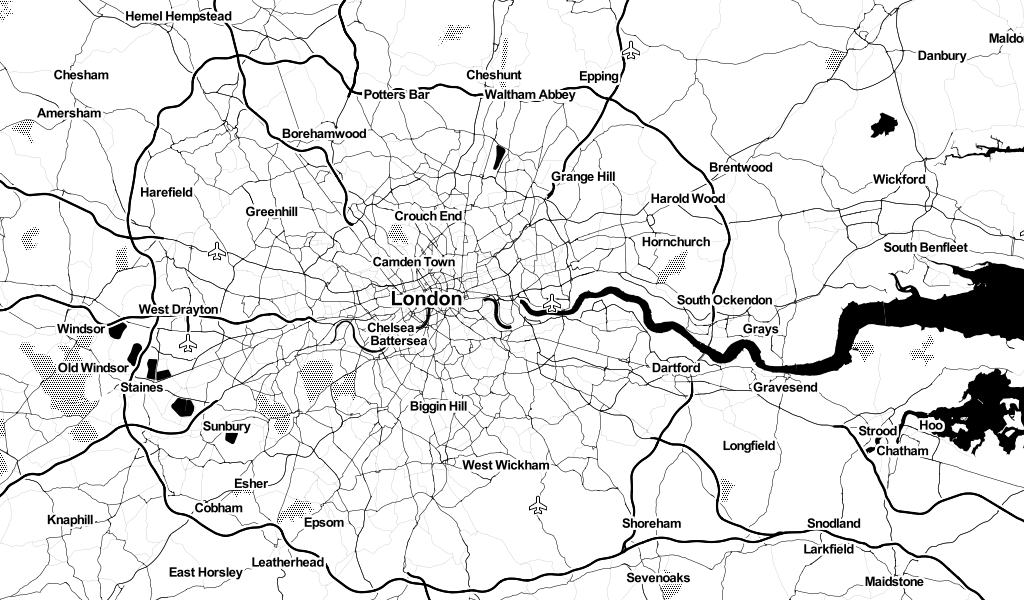 Hemel Hempstead
Maldo
Danbury
Chesham
Cheshunt
Epping
Potters Bar
Waltham Abbey
Amersham
Borehamwood
Brentwood
Grange Hill
Wickford
Harefield
Harold Wood
Greenhill
Crouch End
Hornchurch
South Benfleet
Camden Town
London
South Ockendon
West Drayton
Windsor
Chelsea
Grays
Battersea
Old Windsor
Dartford
Staines
Gravesend
Biggin Hill
Sunbury
Hoo
Strood
Longfield
Chatham
West Wickham
Esher
Cobham
Knaphill
Epsom
Shoreham
Snodland
Larkfield
Leatherhead
East Horsley
Sevenoaks
Maidstone